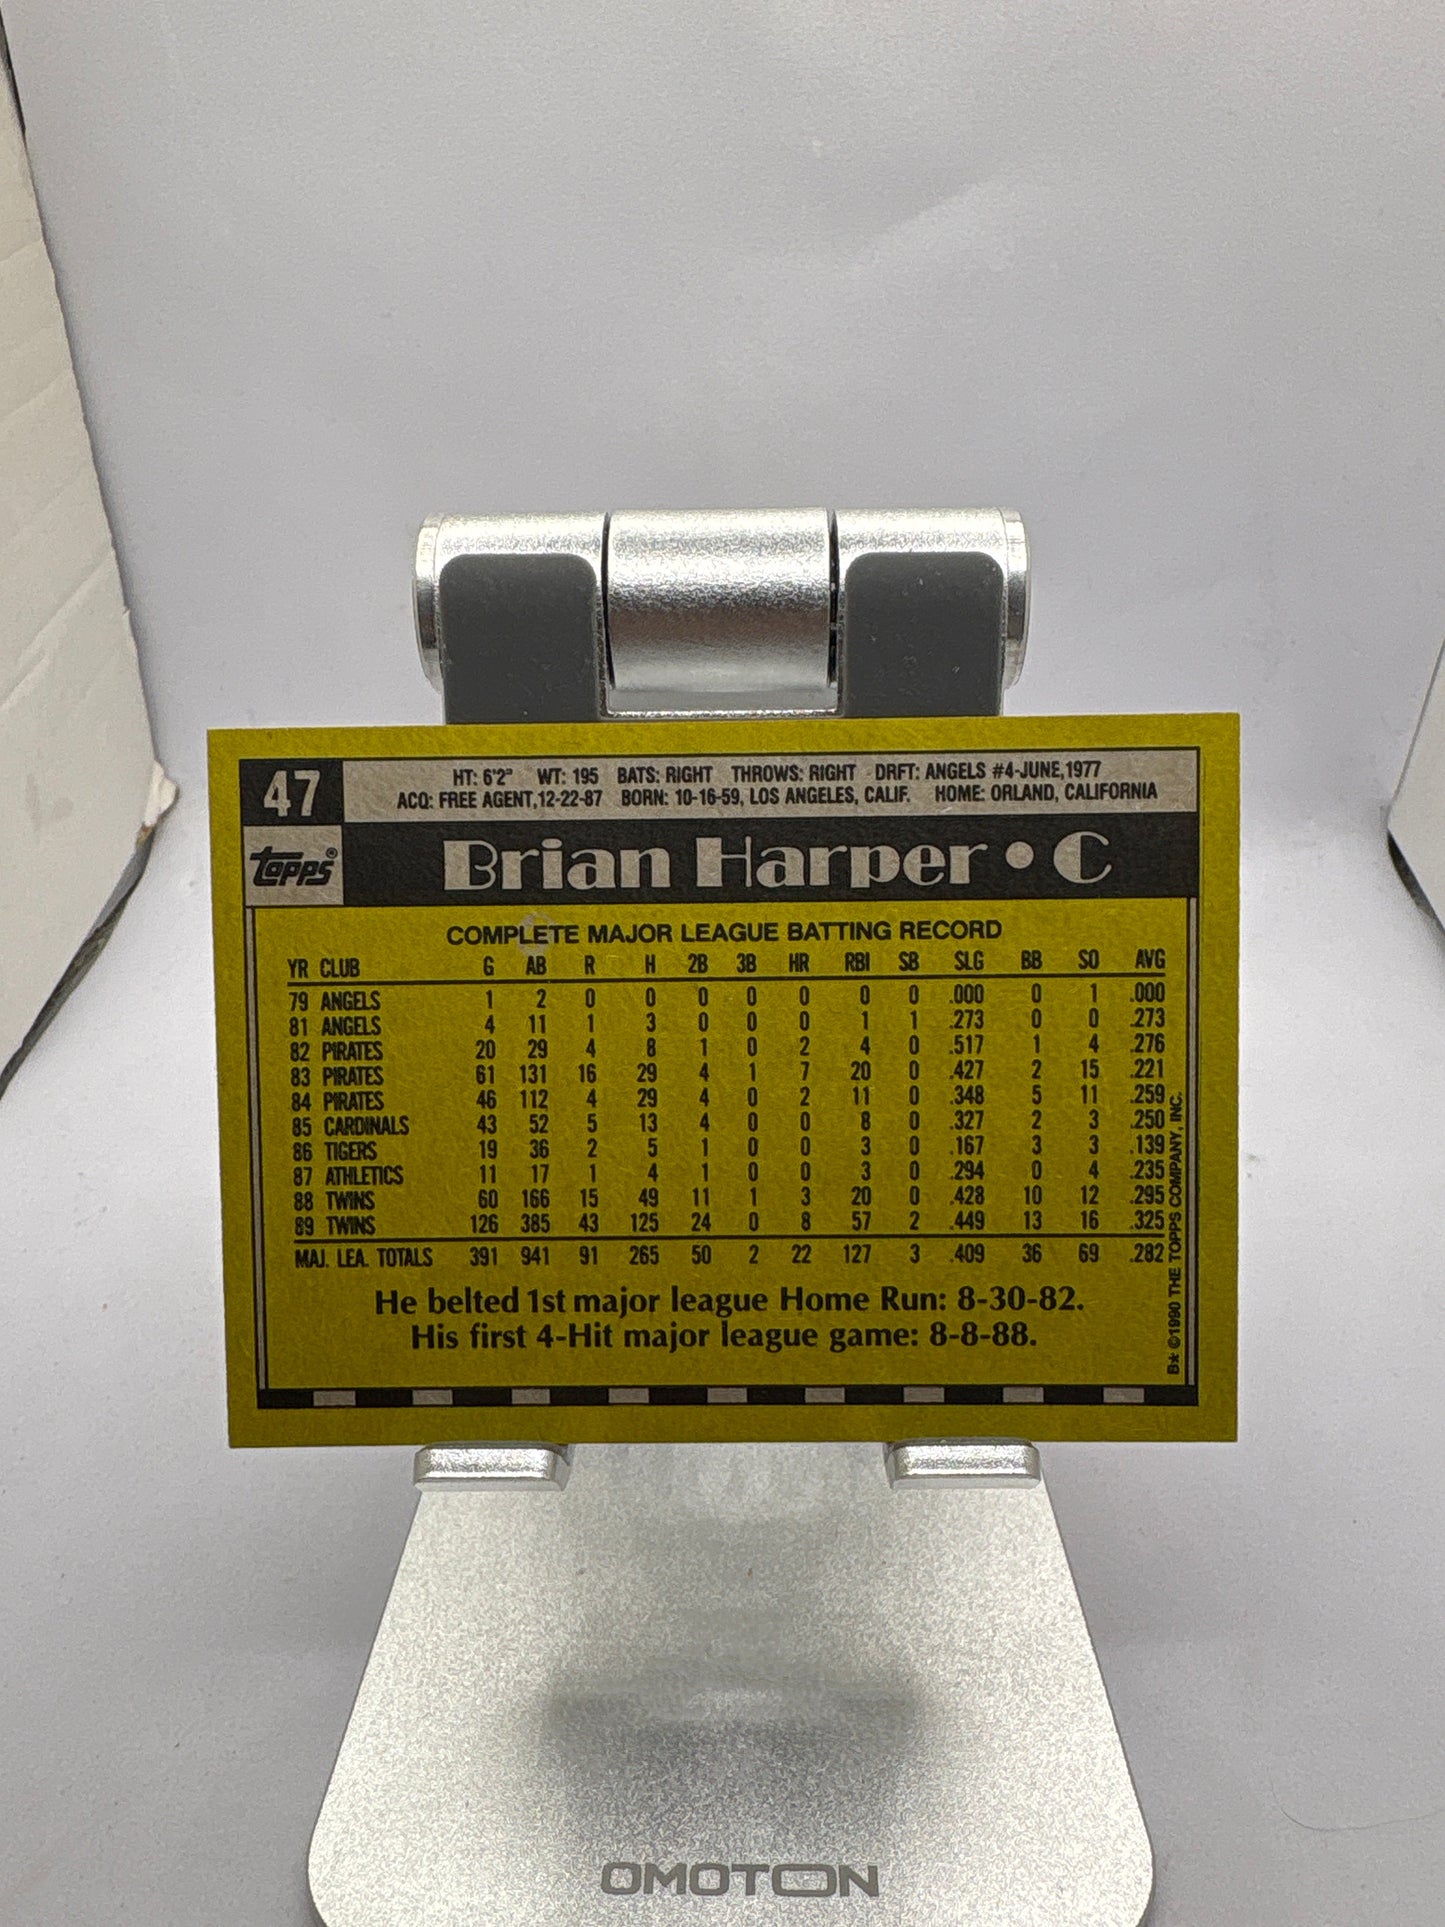 47
HT: 6'2" WT: 195 BATS: RIGHT THROWS: RIGHT DRFT: ANGELS #4-JUNE,1977
ACQ: FREE AGENT,12-22-87 BORN: 10-16-59, LOS ANGELES, CALIF. HOME: ORLAND, CALIFORNIA
TOPPS®
Brian Harper • C
COMPLETE MAJOR LEAGUE BATTING RECORD
YR CLUB G AB R H 2B 3B HR RBI SB SLG BB SO AVG
79 ANGELS 1 2 0 0 0 0 0 0 0 .000 0 1 .000
81 ANGELS 4 11 1 3 0 0 0 1 1 .273 0 0 .273
82 PIRATES 20 29 4 8 1 0 2 4 0 .517 1 4 .276
83 PIRATES 61 131 16 29 4 1 7 20 0 .427 2 15 .221
84 PIRATES 46 112 4 29 4 0 2 11 0 .348 5 11 .259
85 CARDINALS 43 52 5 13 4 0 0 8 0 .327 2 3 .250
86 TIGERS 19 36 2 5 1 0 0 3 0 .167 3 3 .139
87 ATHLETICS 11 17 1 4 1 0 0 3 0 .294 0 4 .235
88 TWINS 60 166 15 49 11 1 3 20 0 .428 10 12 .295
89 TWINS 126 385 43 125 24 0 8 57 2 .449 13 16 .325
MAJ. LEA. TOTALS 391 941 91 265 50 2 22 127 3 .409 36 69 .282
He belted 1st major league Home Run: 8-30-82.
His first 4-Hit major league game: 8-8-88.
B* ©1990 THE TOPPS COMPANY, INC.
OMOTON